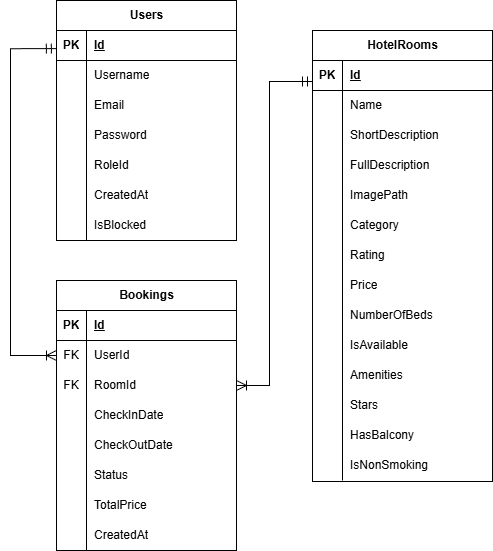 Users
PK Id
Username
Email
Password
RoleId
CreatedAt
IsBlocked
HotelRooms
PK Id
Name
ShortDescription
FullDescription
ImagePath
Category
Rating
Price
NumberOfBeds
IsAvailable
Amenities
Stars
HasBalcony
IsNonSmoking
Bookings
PK Id
FK UserId
FK RoomId
CheckInDate
CheckOutDate
Status
TotalPrice
CreatedAt